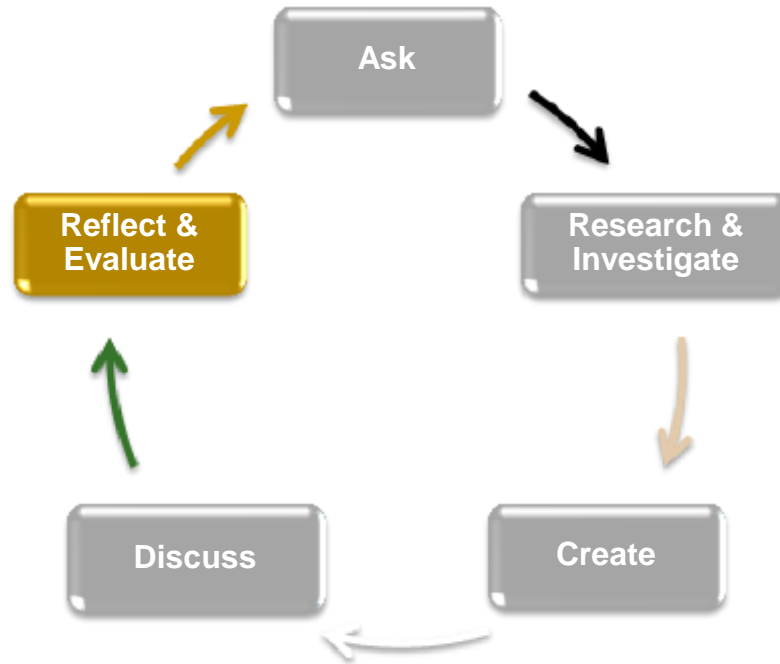 Ask
Research &
Investigate
Create
Discuss
Reflect &
Evaluate